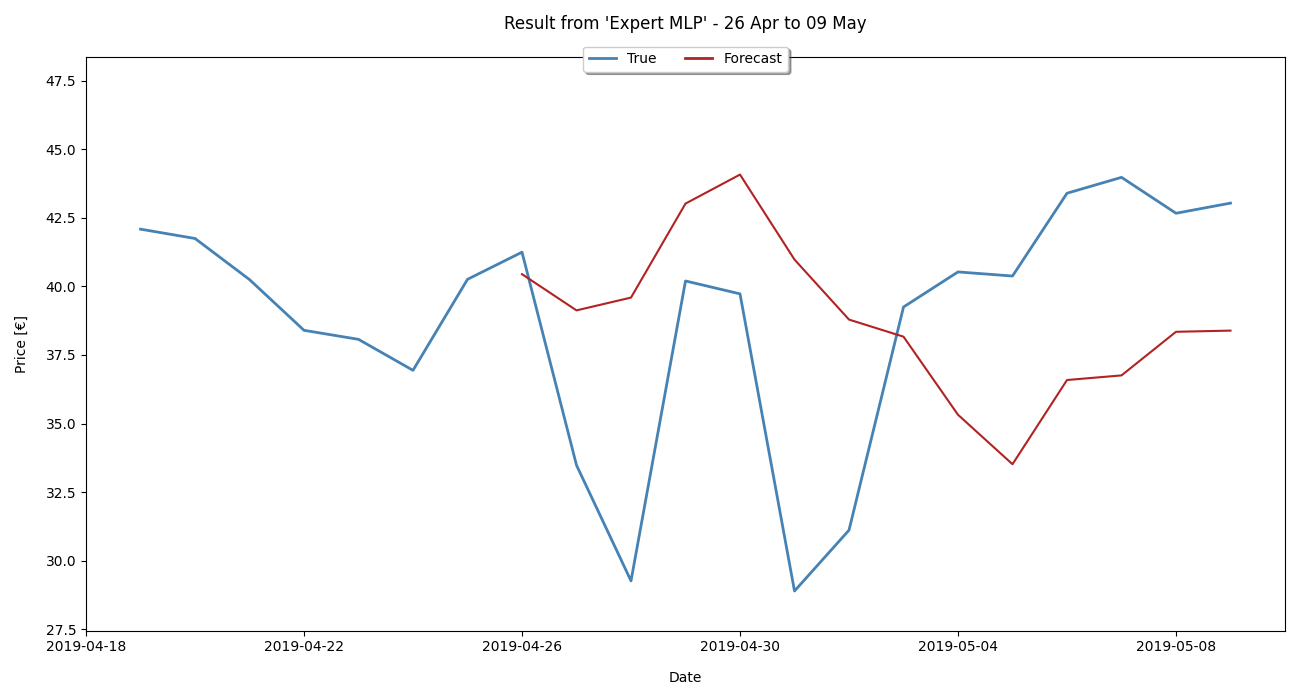 Result from 'Expert MLP' - 26 Apr to 09 May
True Forecast
47.5
45.0
42.5
40.0
37.5
35.0
32.5
30.0
27.5
Price [€]
2019-04-18 2019-04-22 2019-04-26 2019-04-30 2019-05-04 2019-05-08
Date